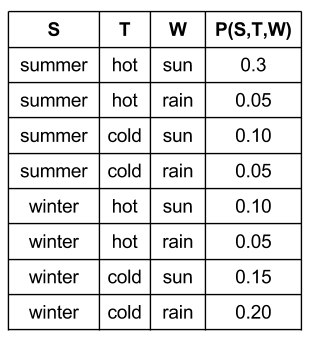 S T W P(S,T,W)
summer hot sun 0.3
summer hot rain 0.05
summer cold sun 0.10
summer cold rain 0.05
winter hot sun 0.10
winter hot rain 0.05
winter cold sun 0.15
winter cold rain 0.20